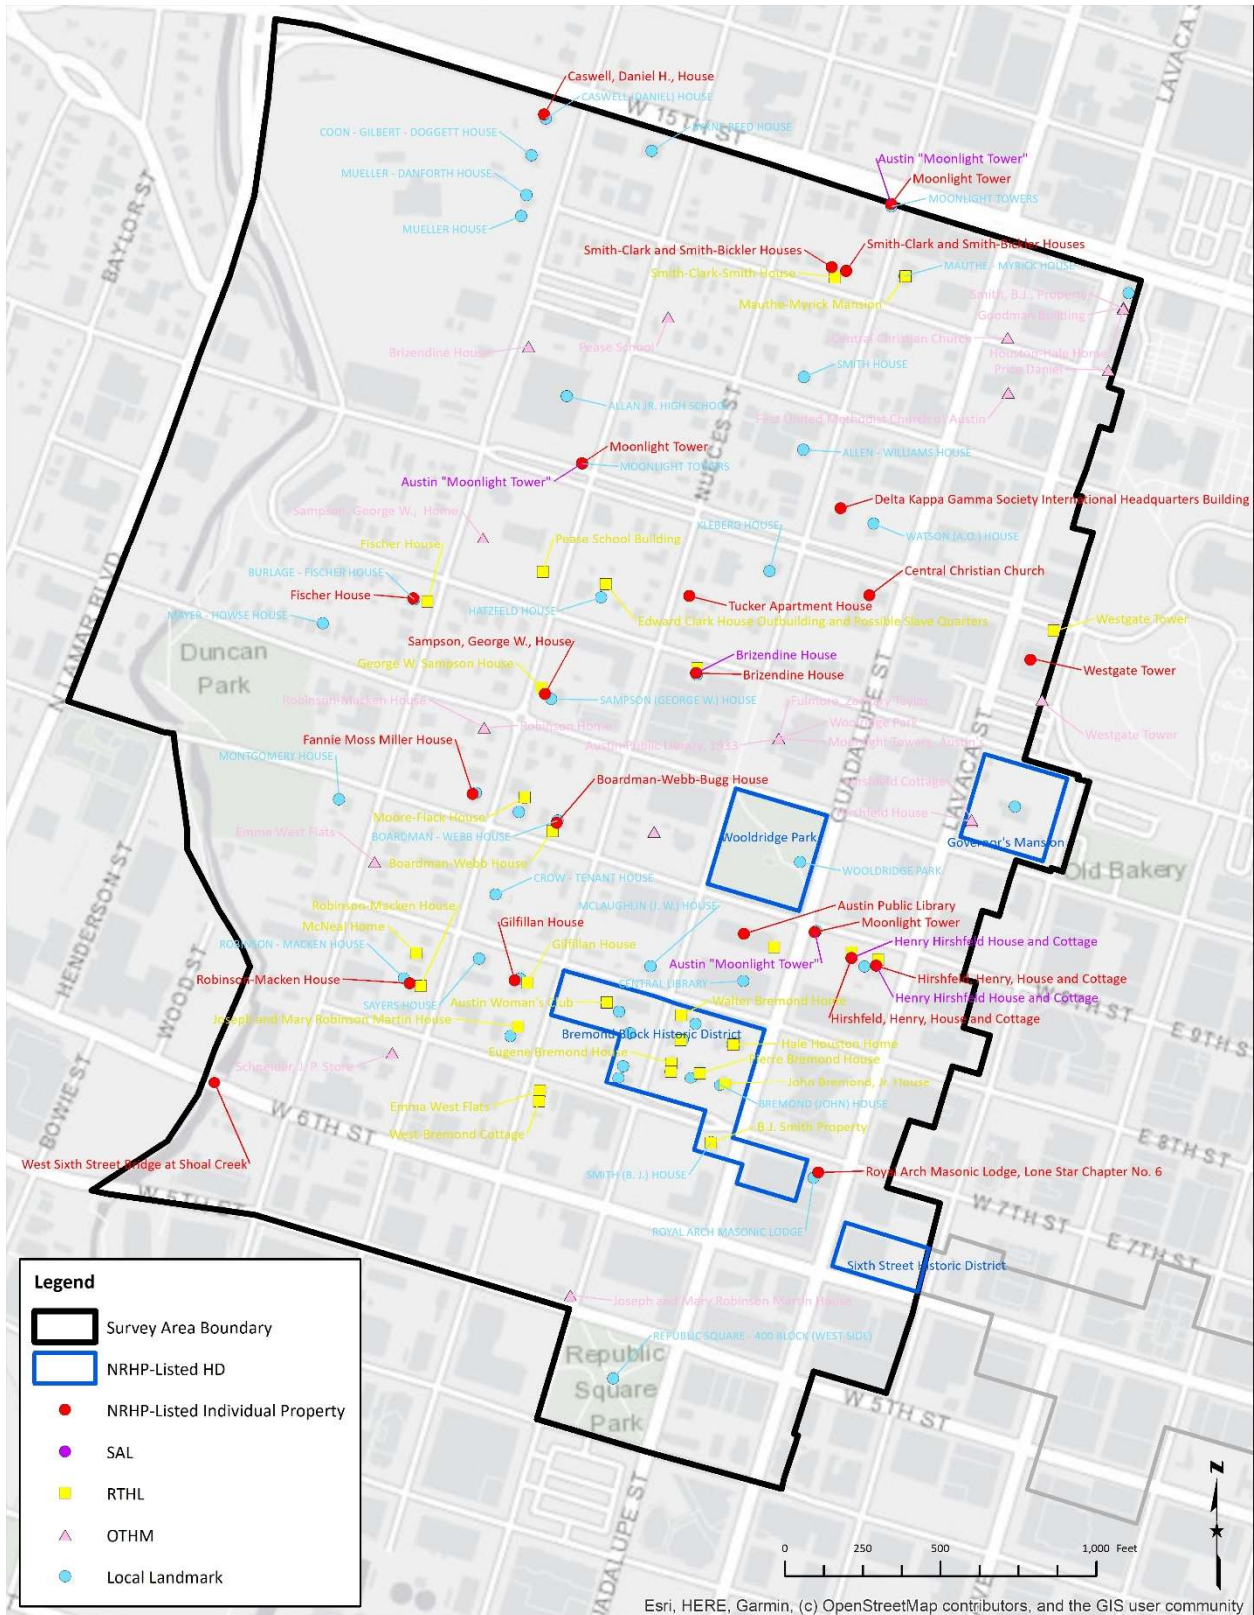 Caswell, Daniel H., House
CASWELL (DANIEL) HOUSE
W 15TH ST
LAVACA ST
COON - GILBERT - DOGGETT HOUSE
MUELLER - DANFORTH HOUSE
MUELLER HOUSE
BAYLOR ST
Austin "Moonlight Tower"
Moonlight Tower
MOONLIGHT TOWERS
Smith-Clark and Smith-Bickler Houses
Smith-Clark and Smith-Bickler Houses
Smith-Clark-Smith House
MAUTHE - MYRICK HOUSE
Mauthe-Myrick Mansion
Smith, B.J., Property
Goodman Building
Pease School
Central Christian Church
Brizendine House
Houston-Hale Home
Price Daniel
SMITH HOUSE
ALLAN JR. HIGH SCHOOL
First United Methodist Church of Austin
NUECES ST
Moonlight Tower
MOONLIGHT TOWERS
ALLEN - WILLIAMS HOUSE
Austin "Moonlight Tower"
Delta Kappa Gamma Society International Headquarters Building
Sampson, George W., Home
KLEBERG HOUSE
WATSON (A.O.) HOUSE
Fischer House
Pease School Building
BURLAGE - FISCHER HOUSE
Central Christian Church
N LAMAR BLVD
Fischer House
HATZFELD HOUSE
Tucker Apartment House
MAYER - HOWSE HOUSE
Edward Clark House Outbuilding and Possible Slave Quarters
Westgate Tower
Sampson, George W., House
Duncan
Park
Brizendine House
George W. Sampson House
Brizendine House
Westgate Tower
GUADALUPE ST
Robinson-Macken House
SAMPSON (GEORGE W.) HOUSE
Fulmore, Zachary Taylor
Robinson Home
Wooldridge Park
Fannie Moss Miller House
Austin Public Library, 1933
Moonlight Towers, Austin
Westgate Tower
MONTGOMERY HOUSE
LAVACA ST
Boardman-Webb-Bugg House
Hirshfeld Cottage
Moore-Flack House
Hirshfeld House
Emma West Flats
BOARDMAN - WEBB HOUSE
Wooldridge Park
Governor's Mansion
Boardman-Webb House
WOOLDRIDGE PARK
Old Bakery
HENDERSON ST
CROW - TENANT HOUSE
Robinson-Macken House
MCLAUGHLIN (J. W.) HOUSE
Austin Public Library
McNeal Home
Gilfillan House
Moonlight Tower
ROBINSON - MACKEN HOUSE
Gilfillan House
Henry Hirshfeld House and Cottage
Austin "Moonlight Tower"
Robinson-Macken House
CENTRAL LIBRARY
Hirshfeld, Henry, House and Cottage
Henry Hirshfeld House and Cottage
SAYERS HOUSE
Austin Woman's Club
Walter Bremond Home
Hirshfeld, Henry, House and Cottage
WOOD ST
Joseph and Mary Robinson Martin House
Bremond Block Historic District
Hale Houston Home
E 9TH ST
Eugene Bremond House
Pierre Bremond House
Schneider, J. P. Store
John Bremond, Jr. House
BOWIE ST
Emma West Flats
BREMOND (JOHN) HOUSE
W 6TH ST
West-Bremond Cottage
B.J. Smith Property
E 8TH ST
West Sixth Street Bridge at Shoal Creek
SMITH (B. J.) HOUSE
Royal Arch Masonic Lodge, Lone Star Chapter No. 6
W 5TH ST
W 7TH ST
ROYAL ARCH MASONIC LODGE
E 7TH ST
Sixth Street Historic District
Joseph and Mary Robinson Martin House
REPUBLIC SQUARE - 400 BLOCK (WEST SIDE)
Republic
Square
Park
W 5TH ST
Legend
Survey Area Boundary
NRHP-Listed HD
NRHP-Listed Individual Property
SAL
RTHL
OTHM
Local Landmark
N
0 250 500 1,000 Feet
Esri, HERE, Garmin, (c) OpenStreetMap contributors, and the GIS user community